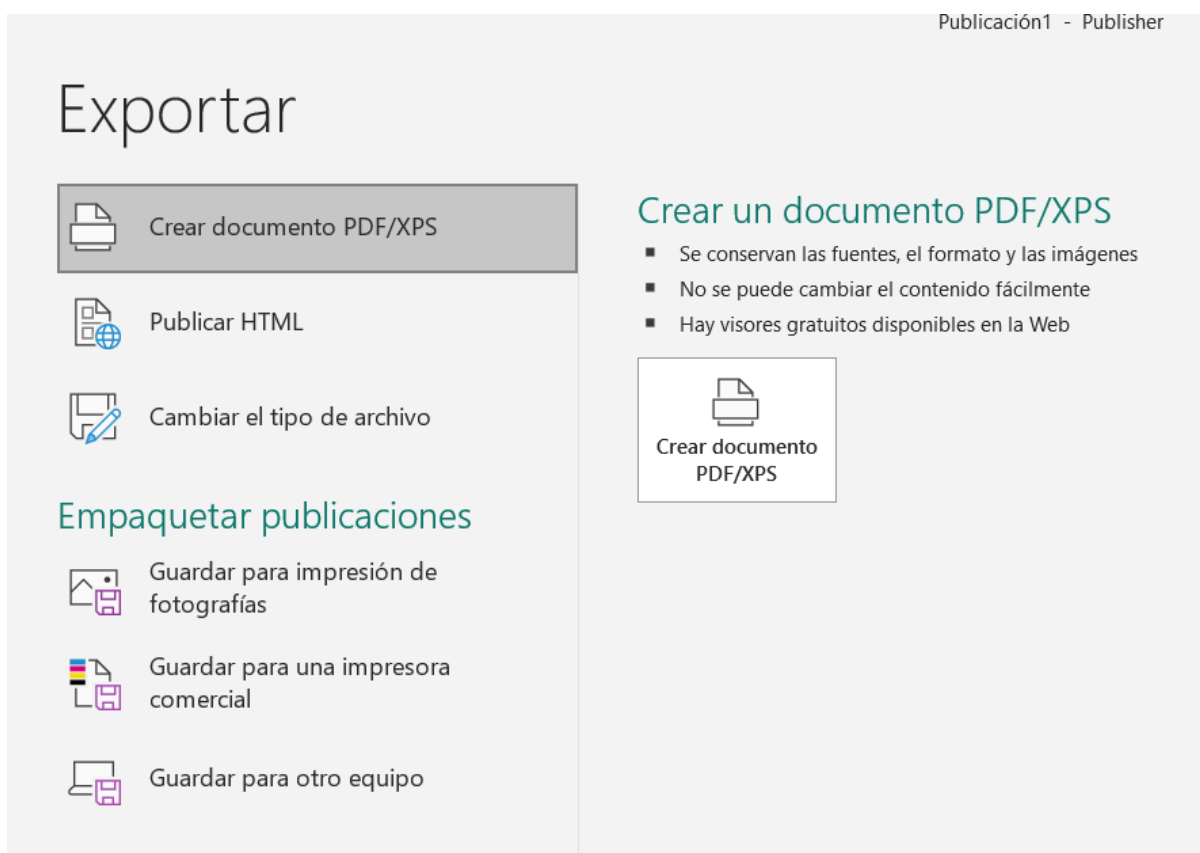 Publicación1 - Publisher
Exportar
Crear documento PDF/XPS
Publicar HTML
Cambiar el tipo de archivo
Empaquetar publicaciones
Guardar para impresión de
fotografías
Guardar para una impresora
comercial
Guardar para otro equipo
Crear un documento PDF/XPS
Se conservan las fuentes, el formato y las imágenes
No se puede cambiar el contenido fácilmente
Hay visores gratuitos disponibles en la Web
Crear documento
PDF/XPS